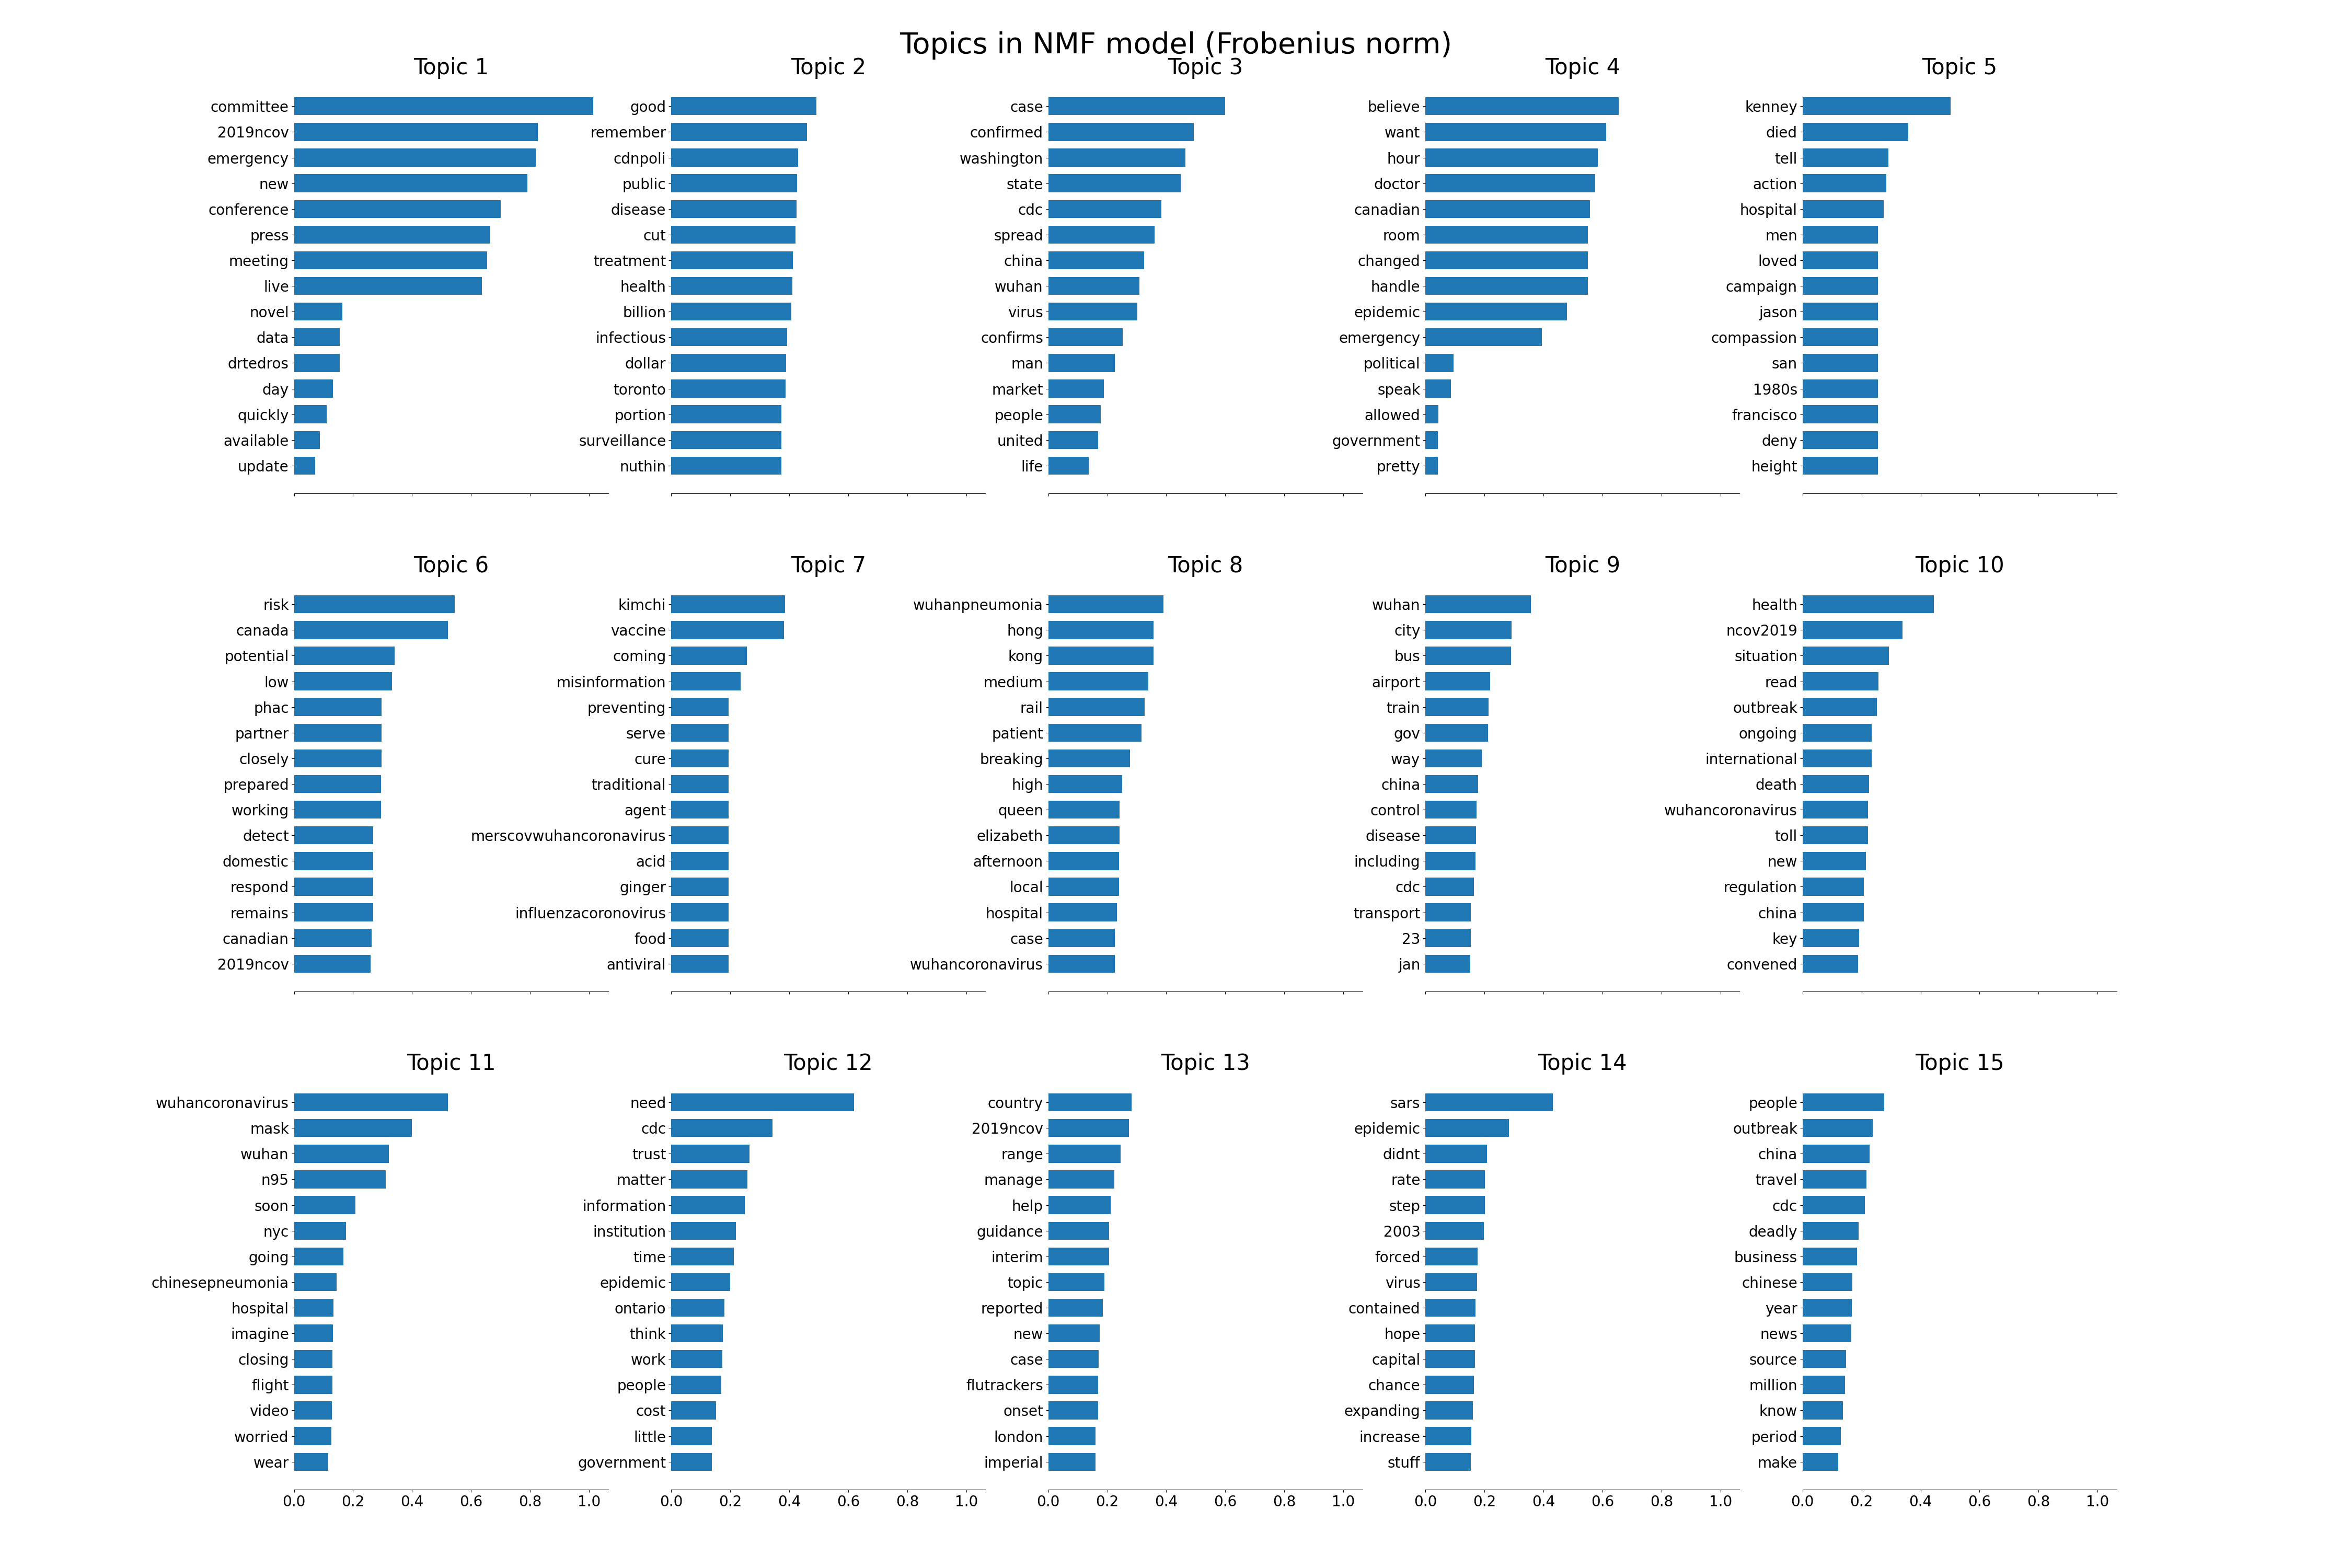 Topics in NMF model (Frobenius norm)
Topic 1
committee
2019ncov
emergency
new
conference
press
meeting
live
novel
data
drtedros
day
quickly
available
update
Topic 2
good
remember
cdnpoli
public
disease
cut
treatment
health
billion
infectious
dollar
toronto
portion
surveillance
nuthin
Topic 3
case
confirmed
washington
state
cdc
spread
china
wuhan
virus
confirms
man
market
people
united
life
Topic 4
believe
want
hour
doctor
canadian
room
changed
handle
epidemic
emergency
political
speak
allowed
government
pretty
Topic 5
kenney
died
tell
action
hospital
men
loved
campaign
jason
compassion
san
1980s
francisco
deny
height
Topic 6
risk
canada
potential
low
phac
partner
closely
prepared
working
detect
domestic
respond
remains
canadian
2019ncov
Topic 7
kimchi
vaccine
coming
misinformation
preventing
serve
cure
traditional
agent
merscovwuhancoronavirus
acid
ginger
influenzacoronovirus
food
antiviral
Topic 8
wuhanpneumonia
hong
kong
medium
rail
patient
breaking
high
queen
elizabeth
afternoon
local
hospital
case
wuhancoronavirus
Topic 9
wuhan
city
bus
airport
train
gov
way
china
control
disease
including
cdc
transport
23
jan
Topic 10
health
ncov2019
situation
read
outbreak
ongoing
international
death
wuhancoronavirus
toll
new
regulation
china
key
convened
Topic 11
wuhancoronavirus
mask
wuhan
n95
soon
nyc
going
chinesepneumonia
hospital
imagine
closing
flight
video
worried
wear
0.0 0.2 0.4 0.6 0.8 1.0
Topic 12
need
cdc
trust
matter
information
institution
time
epidemic
ontario
think
work
people
cost
little
government
0.0 0.2 0.4 0.6 0.8 1.0
Topic 13
country
2019ncov
range
manage
help
guidance
interim
topic
reported
new
case
flutrackers
onset
london
imperial
0.0 0.2 0.4 0.6 0.8 1.0
Topic 14
sars
epidemic
didnt
rate
step
2003
forced
virus
contained
hope
capital
chance
expanding
increase
stuff
0.0 0.2 0.4 0.6 0.8 1.0
Topic 15
people
outbreak
china
travel
cdc
deadly
business
chinese
year
news
source
million
know
period
make
0.0 0.2 0.4 0.6 0.8 1.0